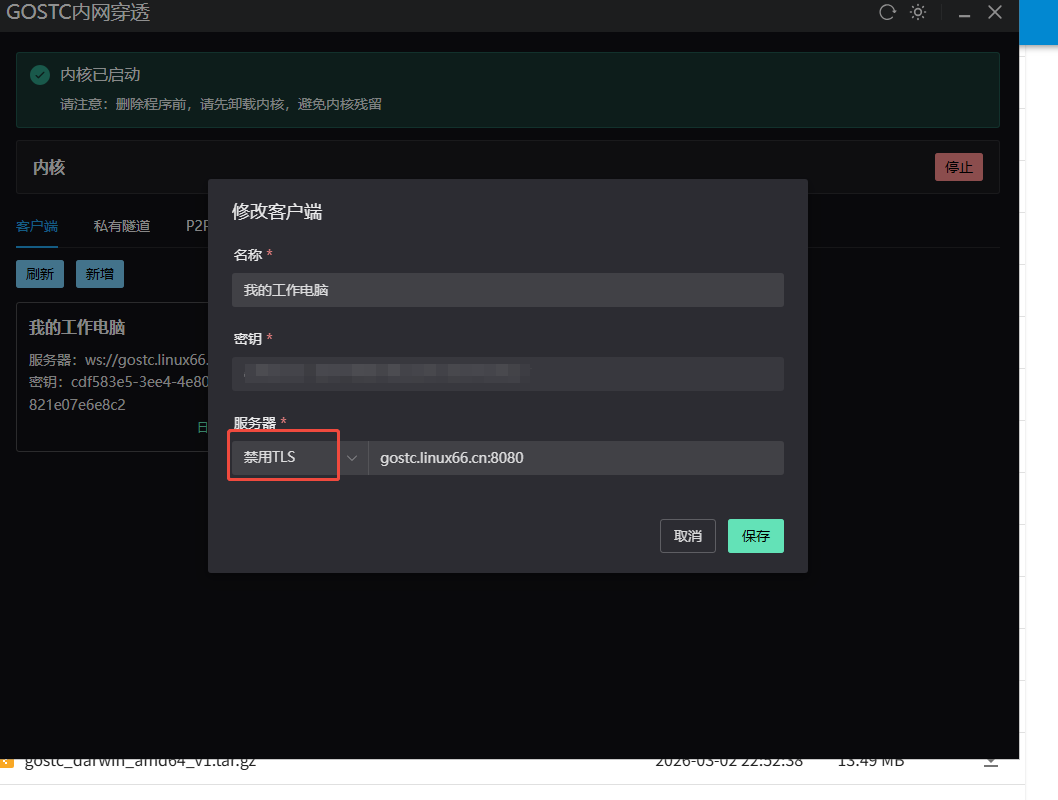 GOSTC内网穿透
内核已启动
请注意：删除程序前，请先卸载内核，避免内核残留
内核
停止
客户端 私有隧道
刷新 新增
我的工作电脑
服务器：ws://gostc.linux66.
密钥：cdf583e5-3ee4-4e80
821e07e6e8c2
修改客户端
名称 *
我的工作电脑
密钥 *
服务器 *
禁用TLS gostc.linux66.cn:8080
取消 保存
gostc_darwin_amd64_v1.tar.gz 2026-03-02 22:52:38 13.49 MB